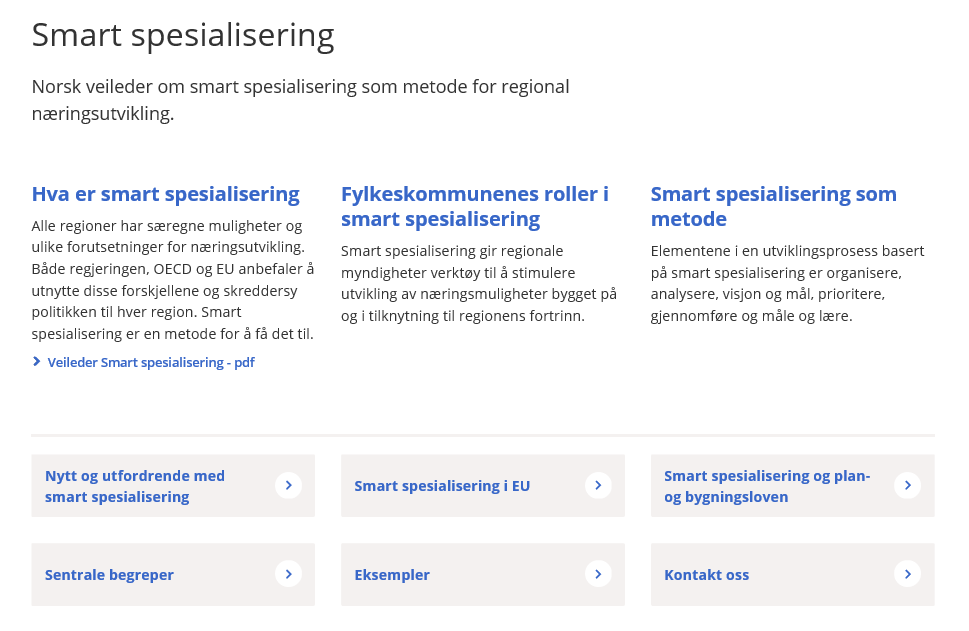 Smart spesialisering
Norsk veileder om smart spesialisering som metode for regional
næringsutvikling.
Hva er smart spesialisering
Alle regioner har særegne muligheter og
ulike forutsetninger for næringsutvikling.
Både regjeringen, OECD og EU anbefaler å
utnytte disse forskjellene og skreddersy
politikken til hver region. Smart
spesialisering er en metode for å få det til.
Veileder Smart spesialisering - pdf
Fylkeskommunenes roller i
smart spesialisering
Smart spesialisering gir regionale
myndigheter verktøy til å stimulere
utvikling av næringsmuligheter bygget på
og i tilknytning til regionens fortrinn.
Smart spesialisering som
metode
Elementene i en utviklingsprosess basert
på smart spesialisering er organisere,
analysere, visjon og mål, prioritere,
gjennomføre og måle og lære.
Nytt og utfordrende med
smart spesialisering
Smart spesialisering i EU
Smart spesialisering og plan-
og bygningsloven
Sentrale begreper
Eksempler
Kontakt oss